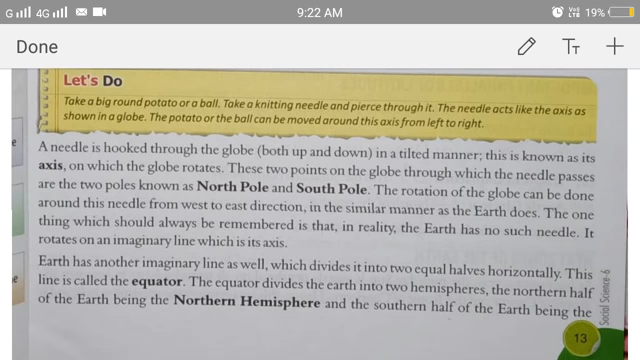 G 4G 9:22 AM VoI LTE 19%
Done TT +
Let's Do
Take a big round potato or a ball. Take a knitting needle and pierce through it. The needle acts like the axis as
shown in a globe. The potato or the ball can be moved around this axis from left to right.
A needle is hooked through the globe (both up and down) in a tilted manner; this is known as its
axis, on which the globe rotates. These two points on the globe through which the needle passes
are the two poles known as North Pole and South Pole. The rotation of the globe can be done
around this needle from west to east direction, in the similar manner as the Earth does. The one
thing which should always be remembered is that, in reality, the Earth has no such needle. It
rotates on an imaginary line which is its axis.
Earth has another imaginary line as well, which divides it into two equal halves horizontally. This
line is called the equator. The equator divides the earth into two hemispheres, the northern half
of the Earth being the Northern Hemisphere and the southern half of the Earth being the
Social Science-6
13